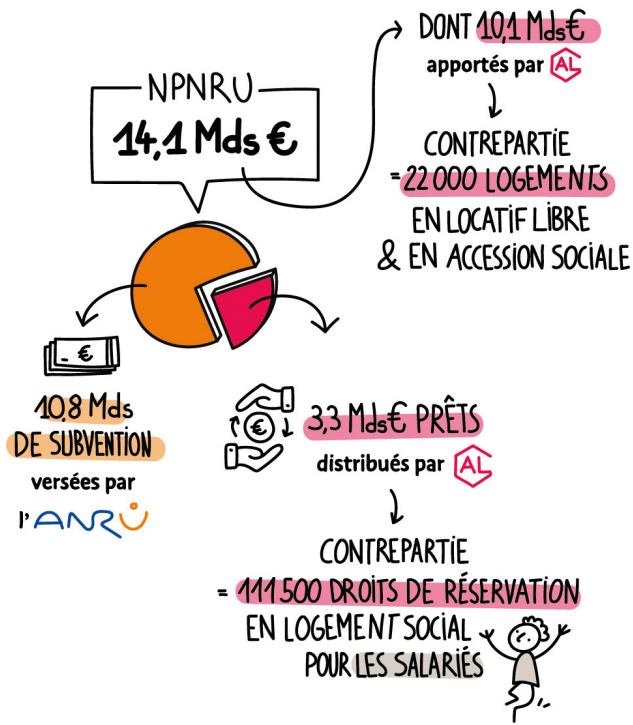 NPNRU
14,1 Mds €
DONT 10,1 Mds€
apportés par AL
CONTREPARTIE
= 22 000 LOGEMENTS
EN LOCATIF LIBRE
& EN ACCESSION SOCIALE
€
10,8 Mds
DE SUBVENTION
versées par
l'ANRU
€
3,3 Mds€ PRÊTS
distribués par AL
CONTREPARTIE
= 111 500 DROITS DE RÉSERVATION
EN LOGEMENT SOCIAL
POUR LES SALARIÉS